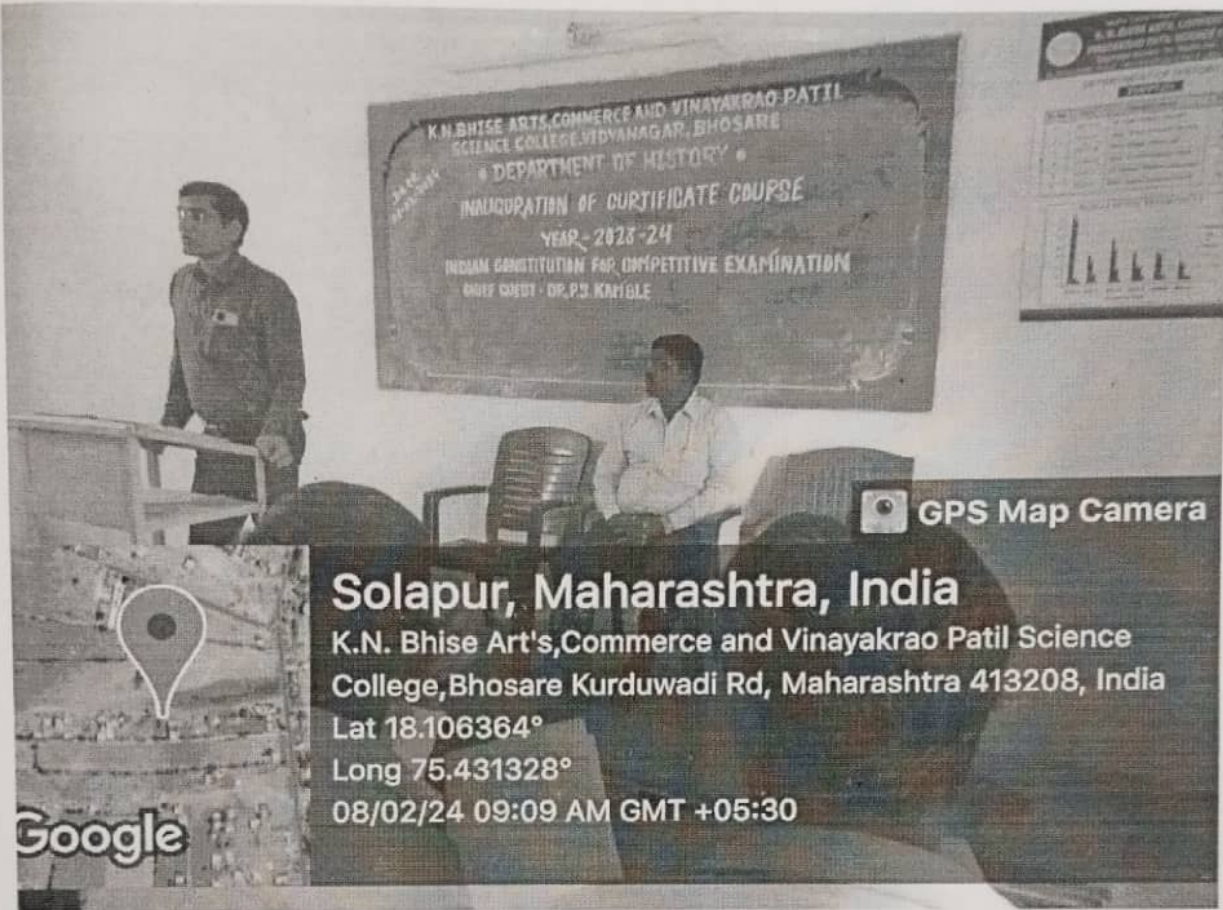 K.N.BHISE ARTS,COMMERCE AND VINAYAKRAO PATIL
SCIENCE COLLEGE,VIDYANAGAR, BHOSARE
• DEPARTMENT OF HISTORY •
INAUGURATION OF CURTIFICATE COURSE
YEAR-2023-24
INDIAN CONSTITUTION FOR COMPETITIVE EXAMINATION
CHIEF GUEST - DR.P.S. KAMBLE
GPS Map Camera
Solapur, Maharashtra, India
K.N. Bhise Art's,Commerce and Vinayakrao Patil Science
College,Bhosare Kurduwadi Rd, Maharashtra 413208, India
Lat 18.106364°
Long 75.431328°
08/02/24 09:09 AM GMT +05:30
Google